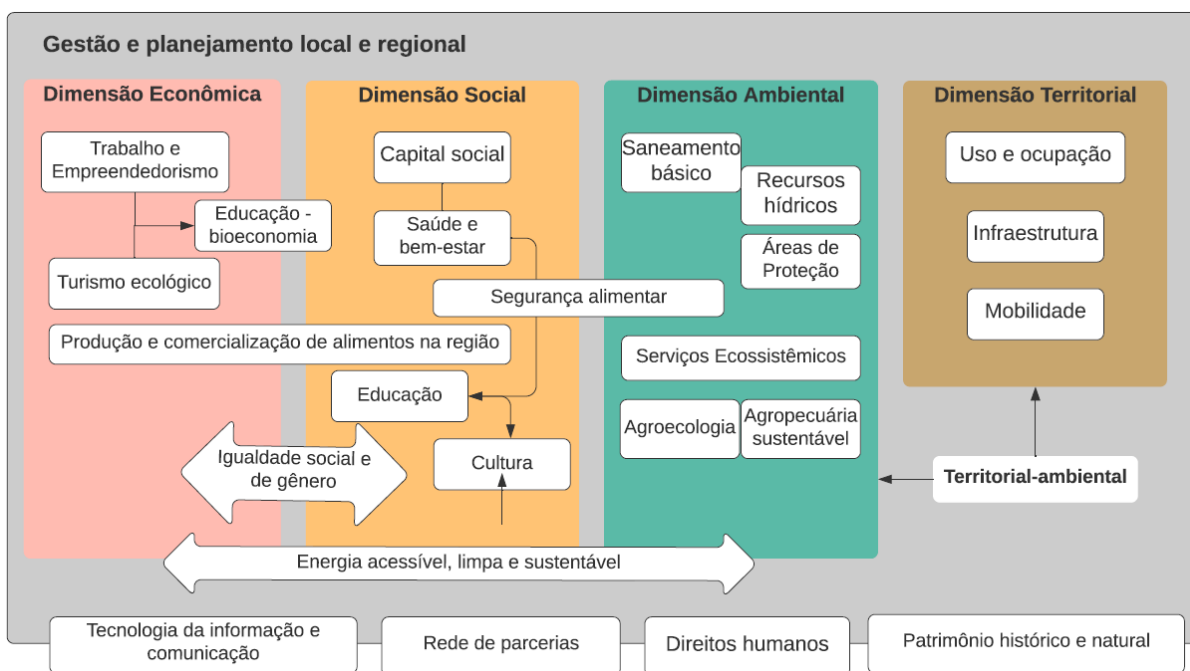 Gestão e planejamento local e regional
Dimensão Econômica
Trabalho e
Empreendedorismo
Educação -
bioeconomia
Turismo ecológico
Produção e comercialização de alimentos na região
Dimensão Social
Capital social
Saúde e
bem-estar
Segurança alimentar
Educação
Cultura
Igualdade social e
de gênero
Energia acessível, limpa e sustentável
Dimensão Ambiental
Saneamento
básico
Recursos
hídricos
Áreas de
Proteção
Serviços Ecossistêmicos
Agroecologia
Agropecuária
sustentável
Dimensão Territorial
Uso e ocupação
Infraestrutura
Mobilidade
Territorial-ambiental
Tecnologia da informação e
comunicação
Rede de parcerias
Direitos humanos
Patrimônio histórico e natural